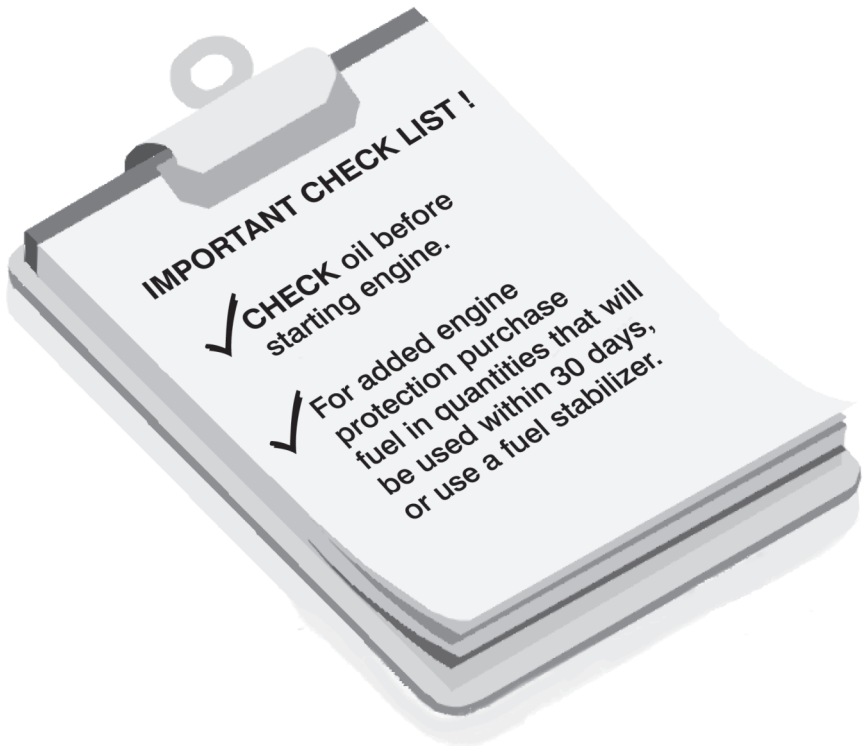 IMPORTANT CHECK LIST !
CHECK oil before
starting engine.
For added engine
protection purchase
fuel in quantities that will
be used within 30 days,
or use a fuel stabilizer.